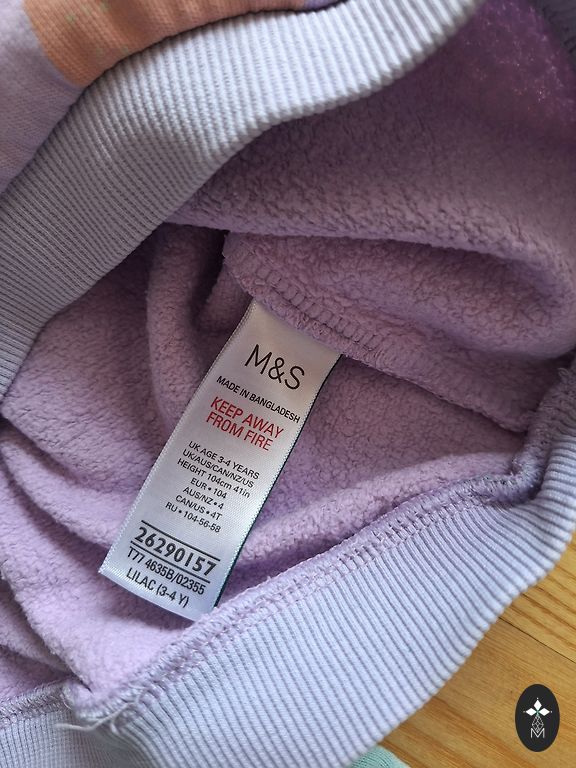 M&S
MADE IN BANGLADESH
KEEP AWAY
FROM FIRE
UK AGE 3-4 YEARS
UK/AUS/CAN/NZ/US
HEIGHT 104cm 41in
EUR • 104
AUS/NZ • 4
CAN/US • 4T
RU • 104-56-58
26290157
T77 4635B/02355
LILAC (3-4 Y)
M